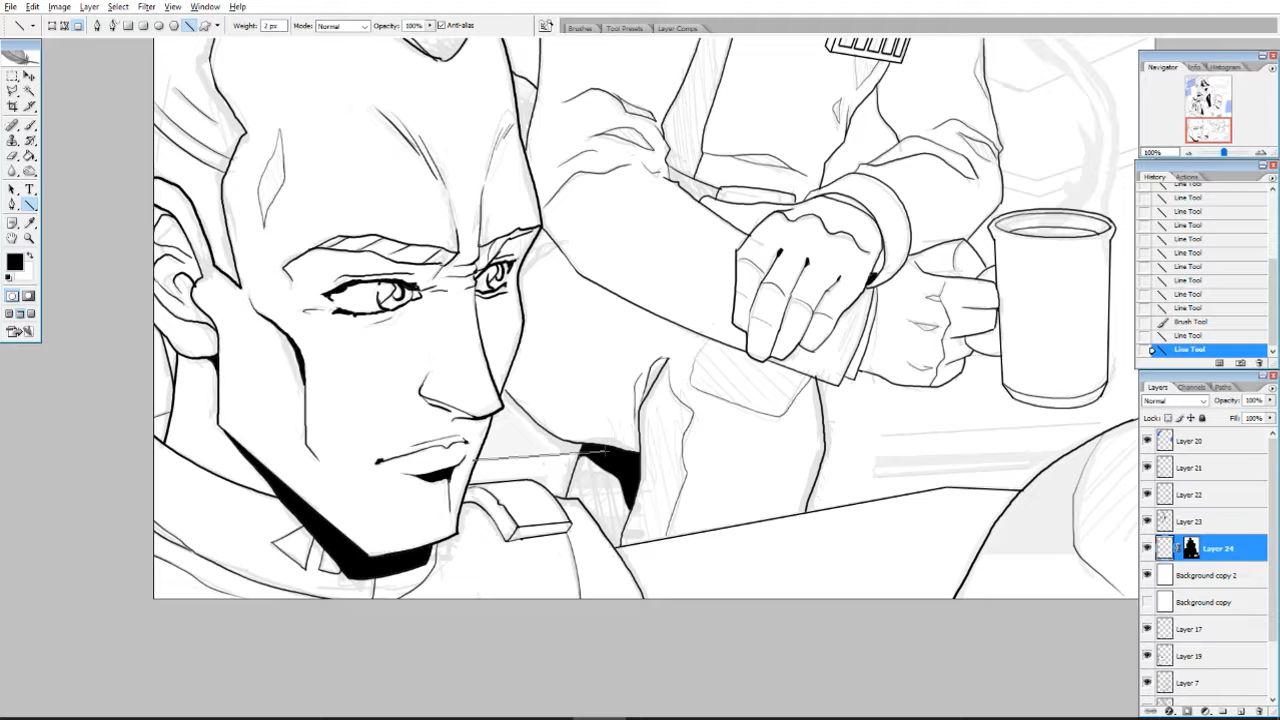 File Edit Image Layer Select Filter View Window Help
Weight: 2 px Mode: Normal Opacity: 100% Anti-alias
Brushes Tool Presets Layer Comps
Navigator Info Histogram
100%
History Actions
Line Tool
Line Tool
Line Tool
Line Tool
Line Tool
Line Tool
Line Tool
Line Tool
Line Tool
Line Tool
Brush Tool
Line Tool
Line Tool
Layers Channels Paths
Normal Opacity: 100%
Lock: Fill: 100%
Layer 20
Layer 21
Layer 22
Layer 23
Layer 24
Background copy 2
Background copy
Layer 17
Layer 19
Layer 7